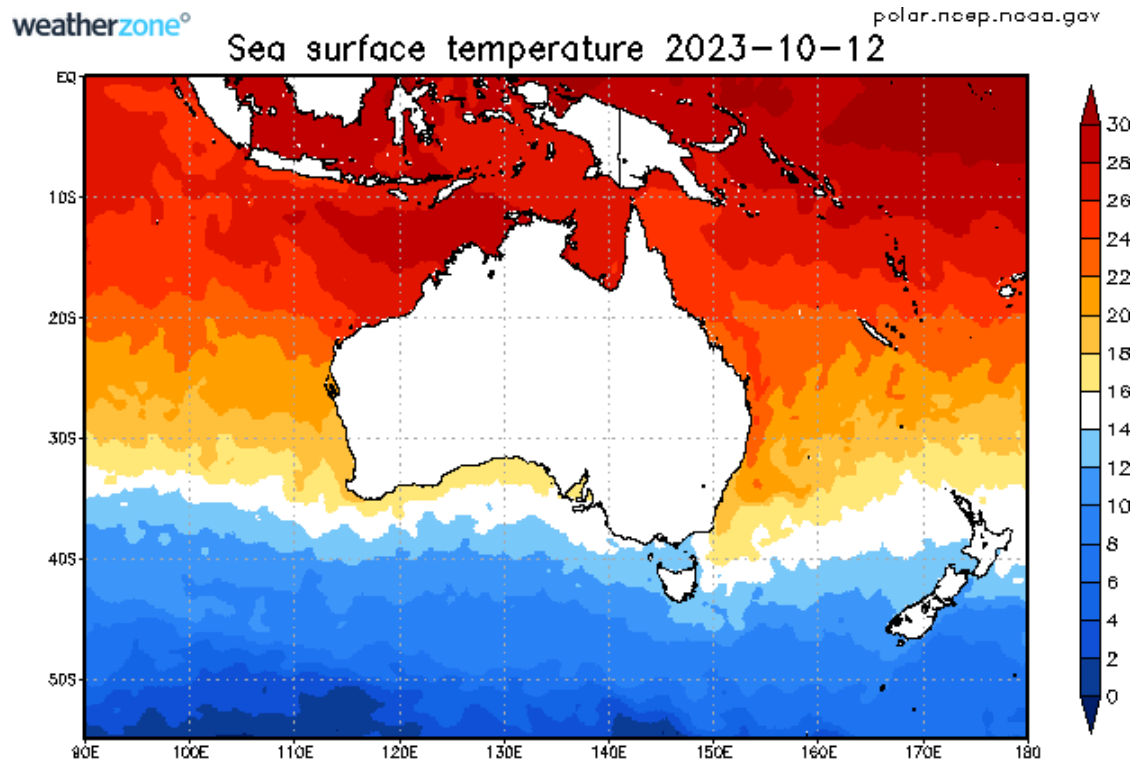 weatherzone°
polar.ncep.noaa.gov
Sea surface temperature 2023-10-12
EQ
10S
20S
30S
40S
50S
90E 100E 110E 120E 130E 140E 150E 160E 170E 180
30
28
26
24
22
20
18
16
14
12
10
8
6
4
2
0